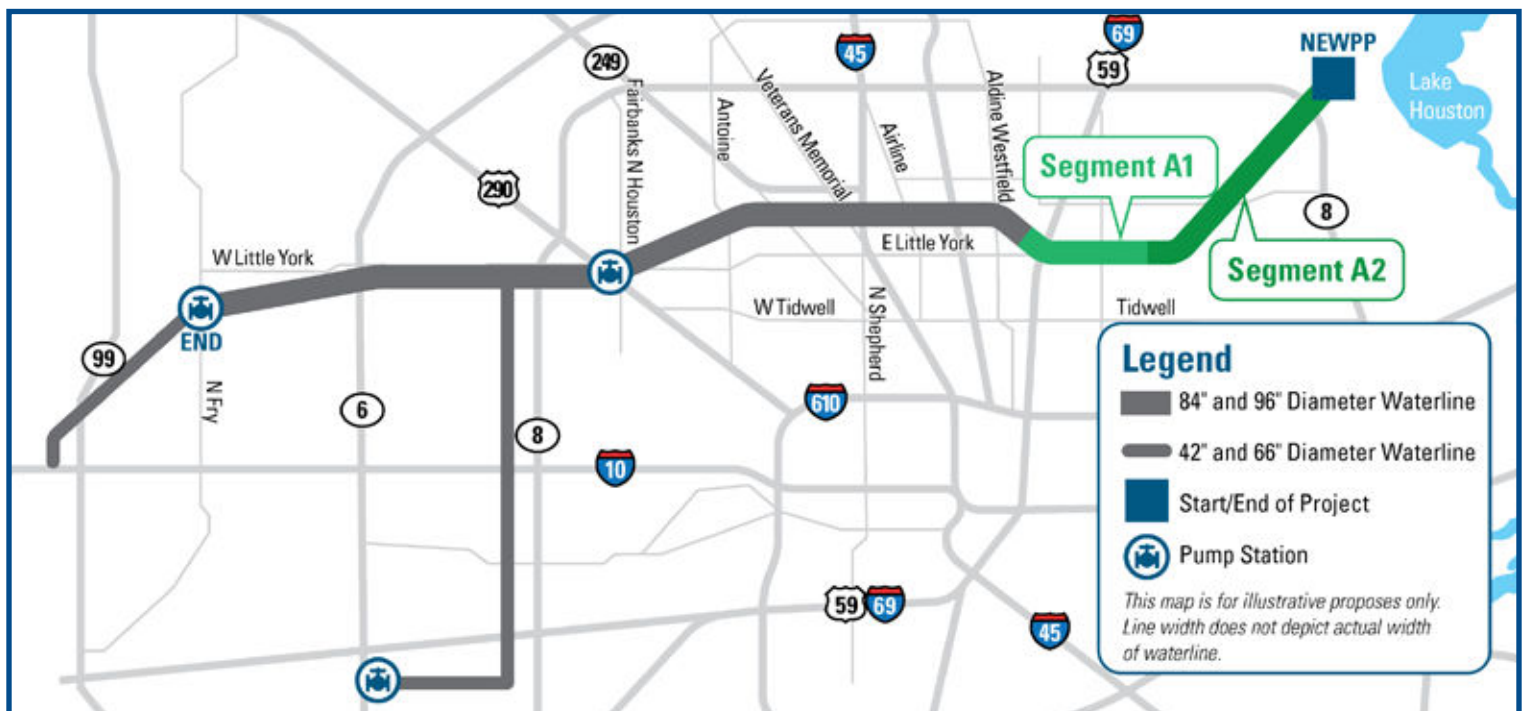 NEWPP
Lake
Houston
69
59
45
249
290
Fairbanks N Houston
Antoine
Veterans Memorial
Airline
Aldine Westfield
Segment A1
Segment A2
8
W Little York
E Little York
END
W Tidwell
N Shepherd
Tidwell
99
N Fry
6
8
610
10
59
69
45
Legend
84" and 96" Diameter Waterline
42" and 66" Diameter Waterline
Start/End of Project
Pump Station
This map is for illustrative proposes only.
Line width does not depict actual width
of waterline.